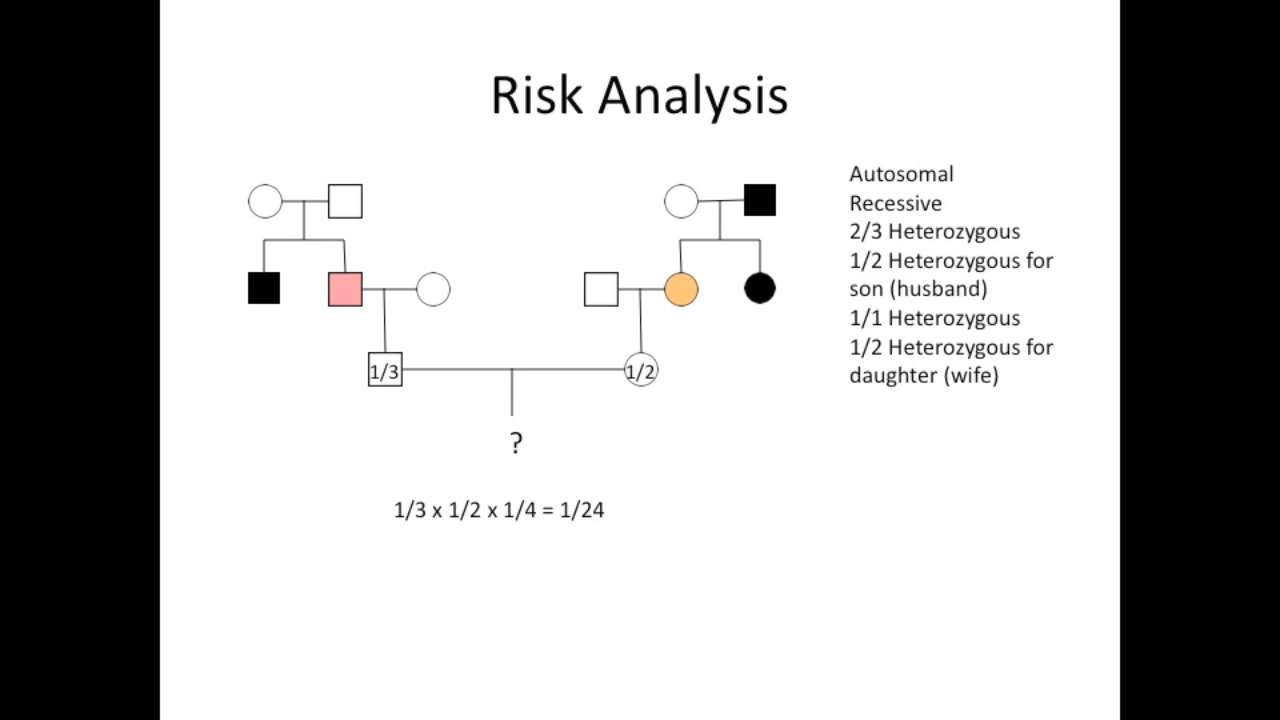 Risk Analysis
Autosomal
Recessive
2/3 Heterozygous
1/2 Heterozygous for
son (husband)
1/1 Heterozygous
1/2 Heterozygous for
daughter (wife)
1/3
1/2
?
1/3 x 1/2 x 1/4 = 1/24